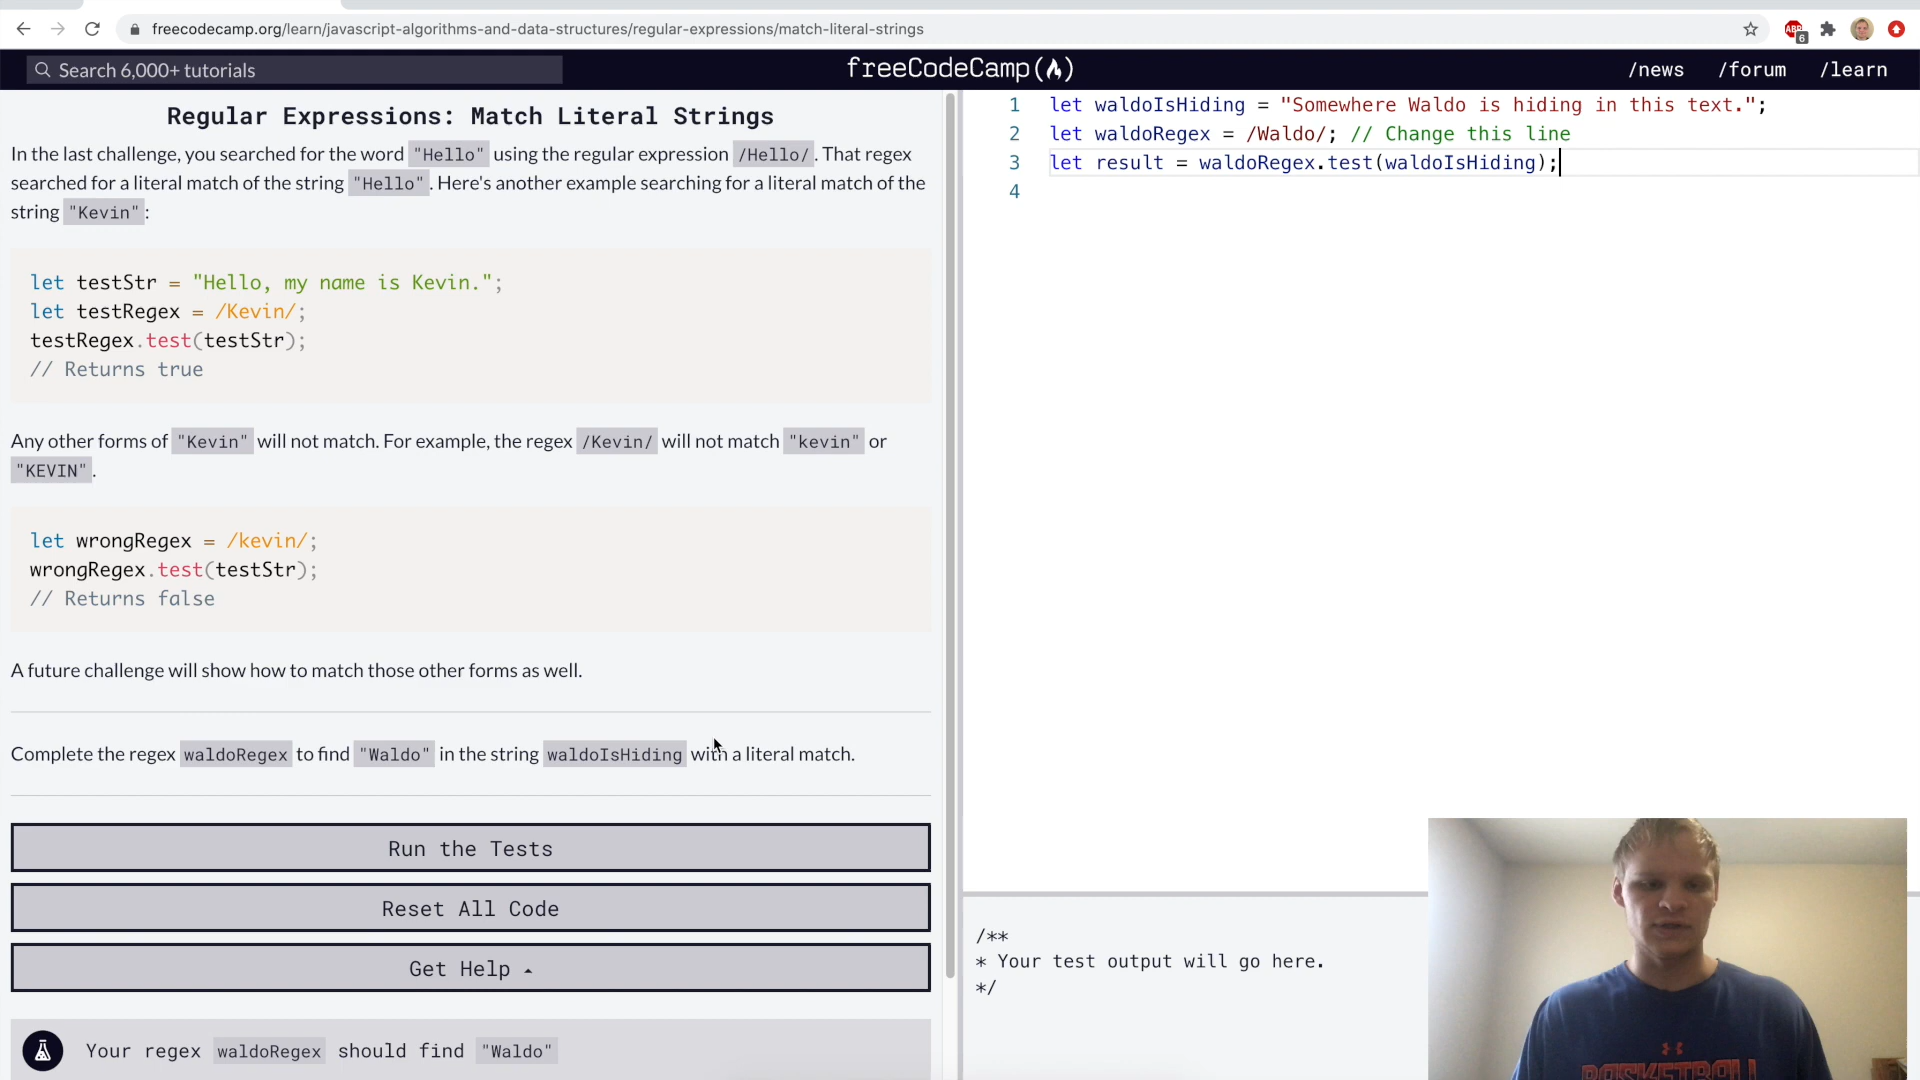 freecodecamp.org/learn/javascript-algorithms-and-data-structures/regular-expressions/match-literal-strings
ABP
6
Search 6,000+ tutorials
freeCodeCamp
/news
/forum
/learn
Regular Expressions: Match Literal Strings
In the last challenge, you searched for the word "Hello" using the regular expression /Hello/. That regex
searched for a literal match of the string "Hello". Here's another example searching for a literal match of the
string "Kevin":
let testStr = "Hello, my name is Kevin.";
let testRegex = /Kevin/;
testRegex.test(testStr);
// Returns true
Any other forms of "Kevin" will not match. For example, the regex /Kevin/ will not match "kevin" or
"KEVIN".
let wrongRegex = /kevin/;
wrongRegex.test(testStr);
// Returns false
A future challenge will show how to match those other forms as well.
Complete the regex waldoRegex to find "Waldo" in the string waldoIsHiding with a literal match.
Run the Tests
Reset All Code
Get Help
Your regex waldoRegex should find "Waldo"
1 let waldoIsHiding = "Somewhere Waldo is hiding in this text.";
2 let waldoRegex = /Waldo/; // Change this line
3 let result = waldoRegex.test(waldoIsHiding);
4
/**
* Your test output will go here.
*/
BASKETBALL